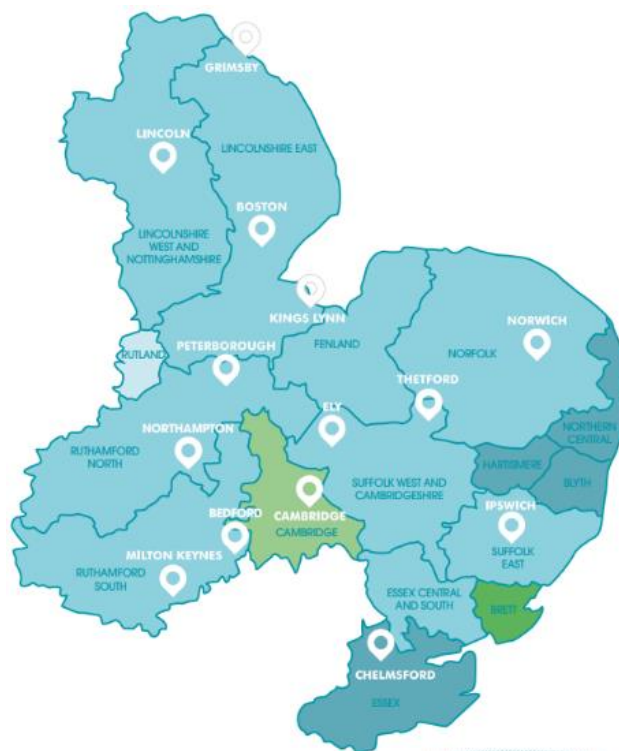 GRIMSBY
LINCOLN
LINCOLNSHIRE EAST
BOSTON
LINCOLNSHIRE
WEST AND
NOTTINGHAMSHIRE
KINGS LYNN
NORWICH
PETERBOROUGH
FENLAND
RUTLAND
NORFOLK
THETFORD
ELY
NORTHERN
CENTRAL
NORTHAMPTON
RUTHAMFORD
NORTH
HARTISMERE
SUFFOLK WEST AND
CAMBRIDGESHIRE
BLYTH
IPSWICH
BEDFORD
CAMBRIDGE
CAMBRIDGE
MILTON KEYNES
SUFFOLK
EAST
RUTHAMFORD
SOUTH
ESSEX CENTRAL
AND SOUTH
BRETT
CHELMSFORD
ESSEX